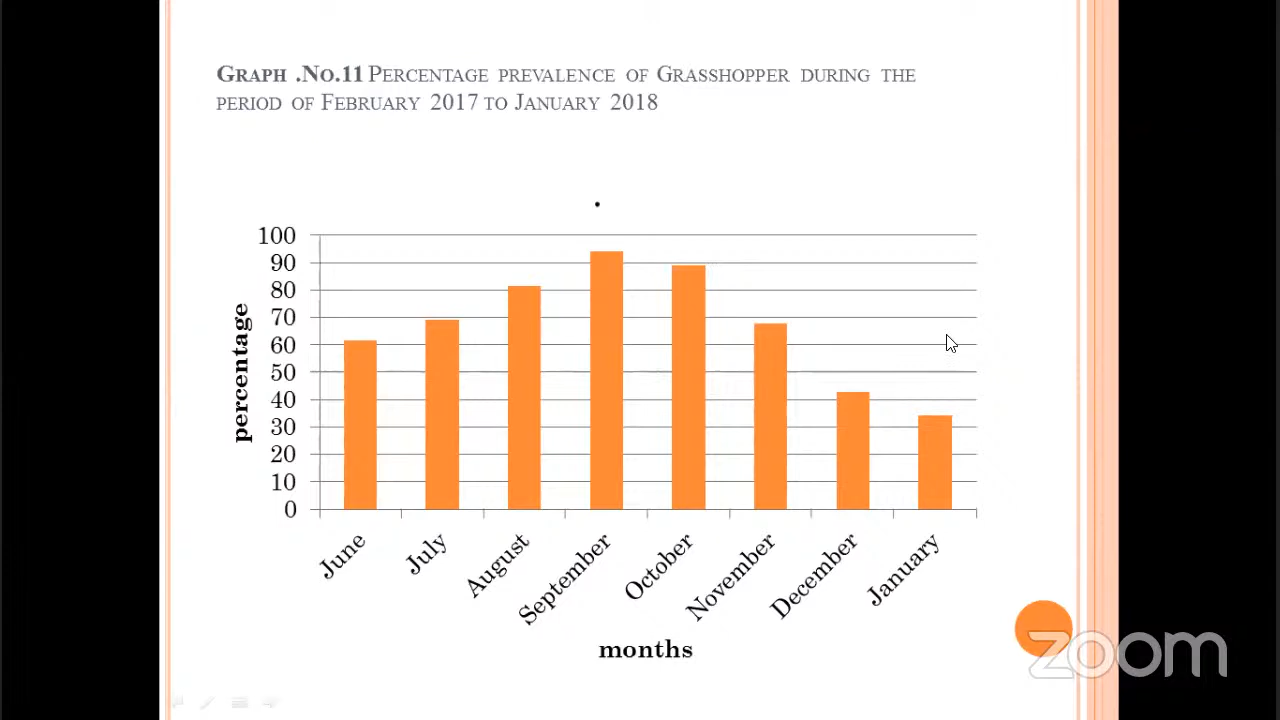 GRAPH .NO.11 PERCENTAGE PREVALENCE OF GRASSHOPPER DURING THE
PERIOD OF FEBRUARY 2017 TO JANUARY 2018
.
100
90
80
70
60
50
40
30
20
10
0
percentage
June
July
August
September
October
November
December
January
months
zoom